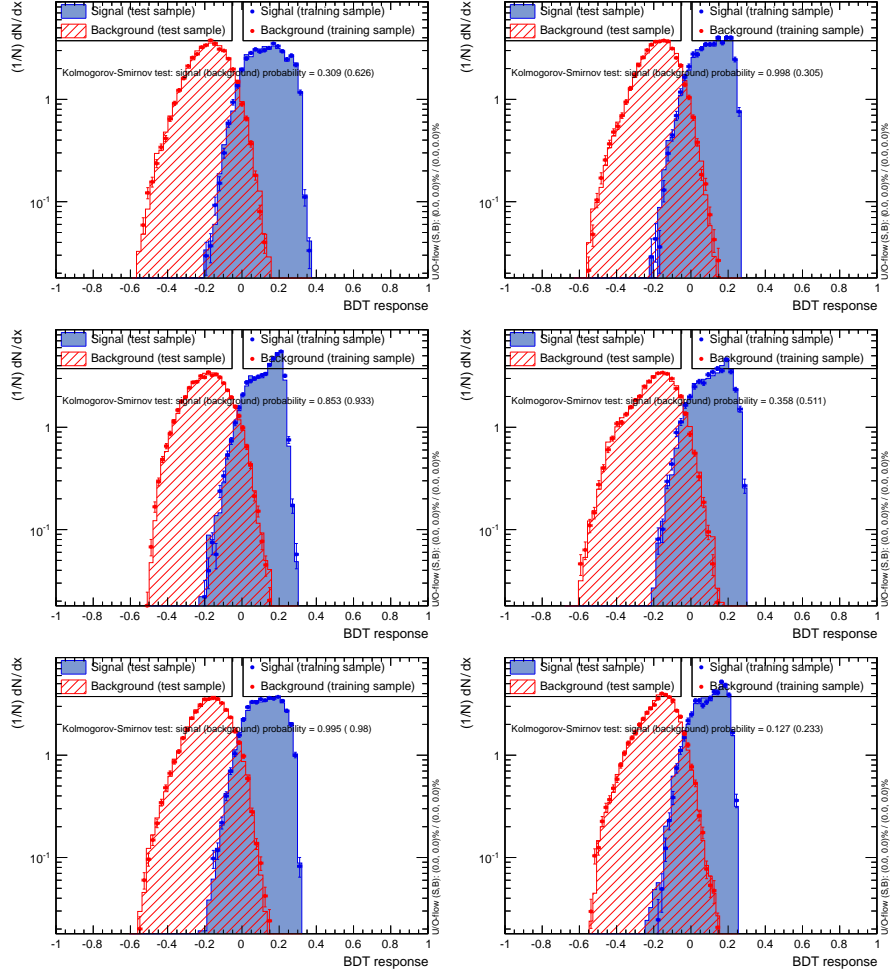 Signal (test sample) Signal (training sample)
Background (test sample) Background (training sample)
Kolmogorov-Smirnov test: signal (background) probability = 0.309 (0.626)
(1/N) dN/dx
1
10-1
U/O-flow (S,B): (0.0, 0.0)% / (0.0, 0.0)%
-1 -0.8 -0.6 -0.4 -0.2 0 0.2 0.4 0.6 0.8 1
BDT response
Signal (test sample) Signal (training sample)
Background (test sample) Background (training sample)
Kolmogorov-Smirnov test: signal (background) probability = 0.998 (0.305)
(1/N) dN/dx
1
10-1
U/O-flow (S,B): (0.0, 0.0)% / (0.0, 0.0)%
-1 -0.8 -0.6 -0.4 -0.2 0 0.2 0.4 0.6 0.8 1
BDT response
Signal (test sample) Signal (training sample)
Background (test sample) Background (training sample)
Kolmogorov-Smirnov test: signal (background) probability = 0.853 (0.933)
(1/N) dN/dx
1
10-1
U/O-flow (S,B): (0.0, 0.0)% / (0.0, 0.0)%
-1 -0.8 -0.6 -0.4 -0.2 0 0.2 0.4 0.6 0.8 1
BDT response
Signal (test sample) Signal (training sample)
Background (test sample) Background (training sample)
Kolmogorov-Smirnov test: signal (background) probability = 0.358 (0.511)
(1/N) dN/dx
1
10-1
U/O-flow (S,B): (0.0, 0.0)% / (0.0, 0.0)%
-1 -0.8 -0.6 -0.4 -0.2 0 0.2 0.4 0.6 0.8 1
BDT response
Signal (test sample) Signal (training sample)
Background (test sample) Background (training sample)
Kolmogorov-Smirnov test: signal (background) probability = 0.995 ( 0.98)
(1/N) dN/dx
1
10-1
U/O-flow (S,B): (0.0, 0.0)% / (0.0, 0.0)%
-1 -0.8 -0.6 -0.4 -0.2 0 0.2 0.4 0.6 0.8 1
BDT response
Signal (test sample) Signal (training sample)
Background (test sample) Background (training sample)
Kolmogorov-Smirnov test: signal (background) probability = 0.127 (0.233)
(1/N) dN/dx
1
10-1
U/O-flow (S,B): (0.0, 0.0)% / (0.0, 0.0)%
-1 -0.8 -0.6 -0.4 -0.2 0 0.2 0.4 0.6 0.8 1
BDT response